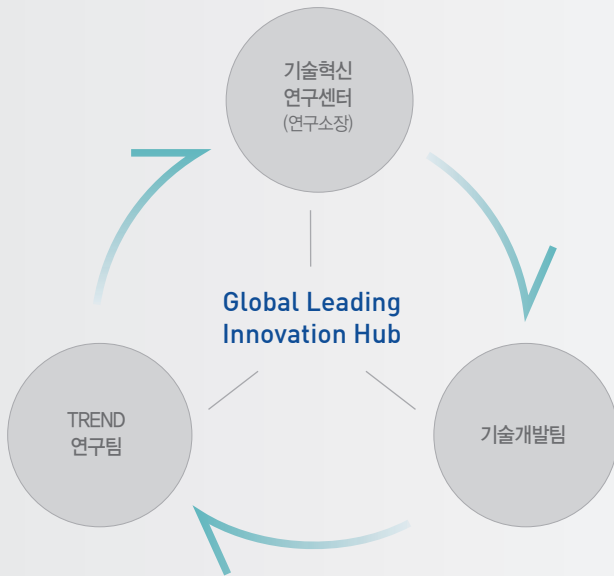 기술혁신
연구센터
(연구소장)
Global Leading
Innovation Hub
TREND
연구팀
기술개발팀